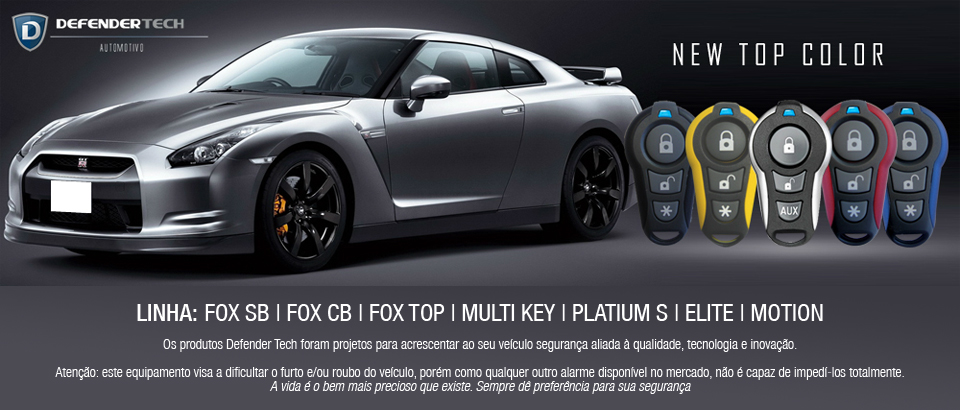 DEFENDERTECH
AUTOMOTIVO
NEW TOP COLOR
AUX
LINHA: FOX SB | FOX CB | FOX TOP | MULTI KEY | PLATIUM S | ELITE | MOTION
Os produtos Defender Tech foram projetos para acrescentar ao seu veículo segurança aliada à qualidade, tecnologia e inovação.
Atenção: este equipamento visa a dificultar o furto e/ou roubo do veículo, porém como qualquer outro alarme disponível no mercado, não é capaz de impedí-los totalmente.
A vida é o bem mais precioso que existe. Sempre dê preferência para sua segurança